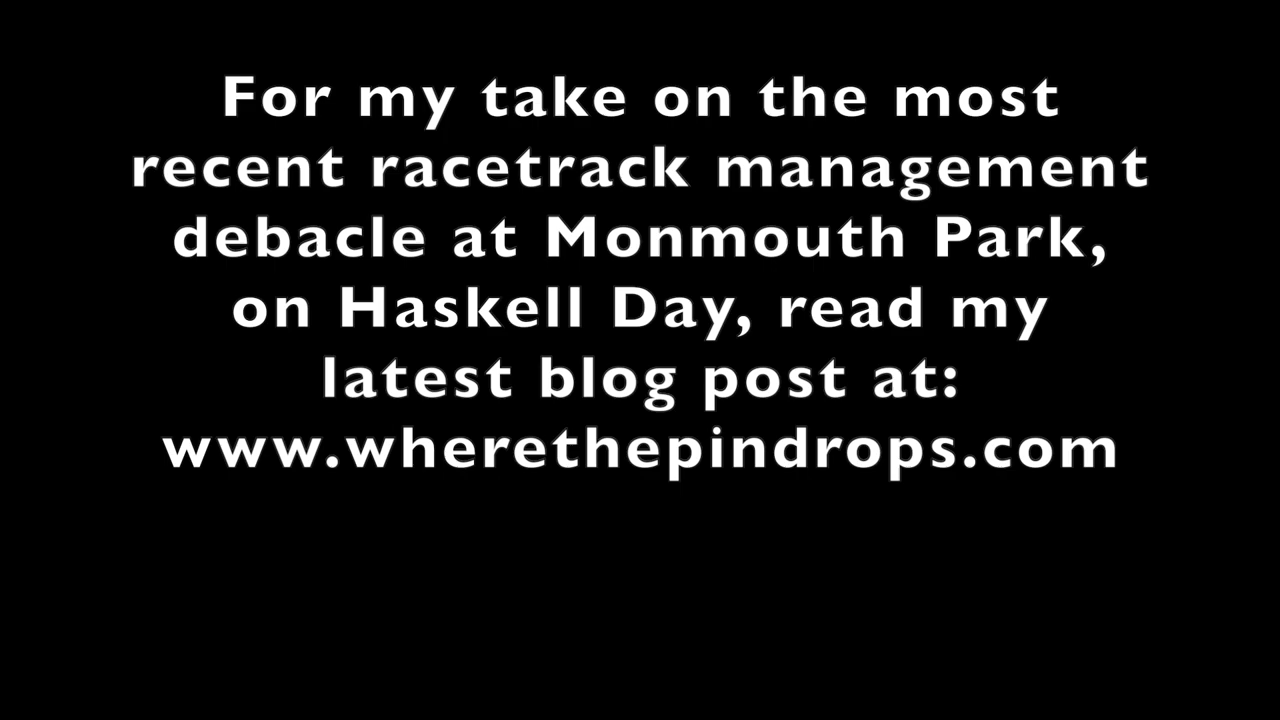 For my take on the most
recent racetrack management
debacle at Monmouth Park,
on Haskell Day, read my
latest blog post at:
www.wherethepindrops.com